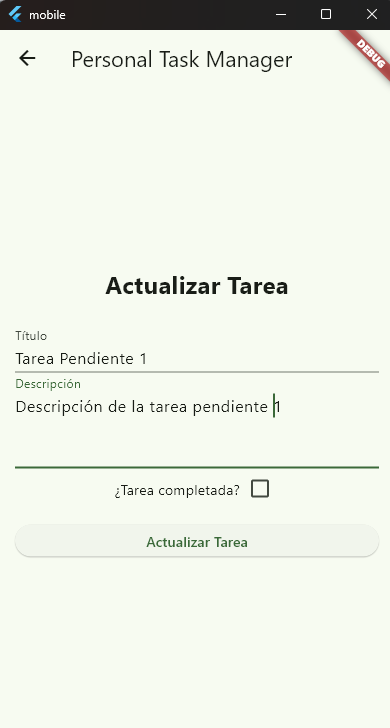 mobile
Personal Task Manager
DEBUG
Actualizar Tarea
Título
Tarea Pendiente 1
Descripción
Descripción de la tarea pendiente 1
¿Tarea completada?
Actualizar Tarea